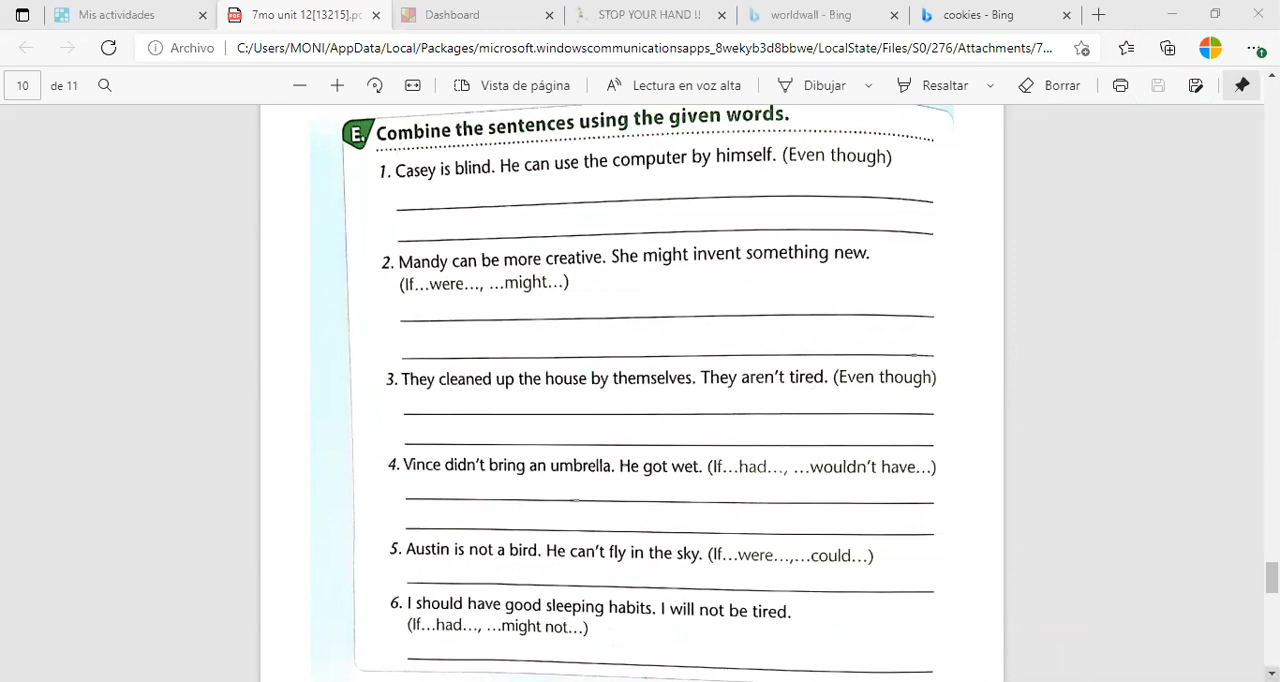 Mis actividades
7mo unit 12[13215].pd
Dashboard
STOP YOUR HAND !!
worldwall - Bing
cookies - Bing
Archivo
C:/Users/MONI/AppData/Local/Packages/microsoft.windowscommunicationsapps_8wekyb3d8bbwe/LocalState/Files/S0/276/Attachments/7...
10 de 11
Vista de página
Lectura en voz alta
Dibujar
Resaltar
Borrar
E. Combine the sentences using the given words.
1. Casey is blind. He can use the computer by himself. (Even though)
2. Mandy can be more creative. She might invent something new.
(If...were..., ...might...)
3. They cleaned up the house by themselves. They aren't tired. (Even though)
4. Vince didn't bring an umbrella. He got wet. (If...had..., ...wouldn't have...)
5. Austin is not a bird. He can't fly in the sky. (If...were...,...could...)
6. I should have good sleeping habits. I will not be tired.
(If...had..., ...might not...)